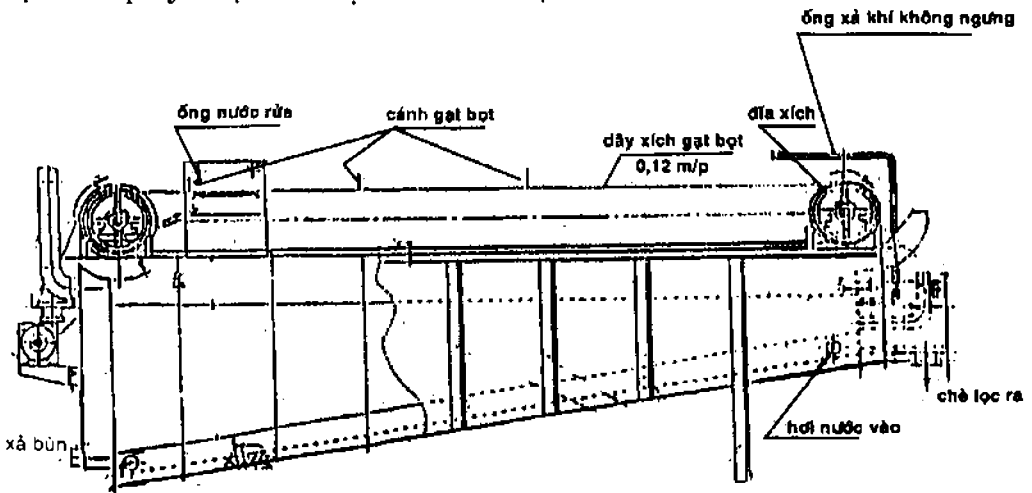 ống xả khí không ngưng
ống nước rửa
cánh gạt bọt
đĩa xích
dây xích gạt bọt
0,12 m/p
chè lọc ra
hơi nước vào
xả bùn